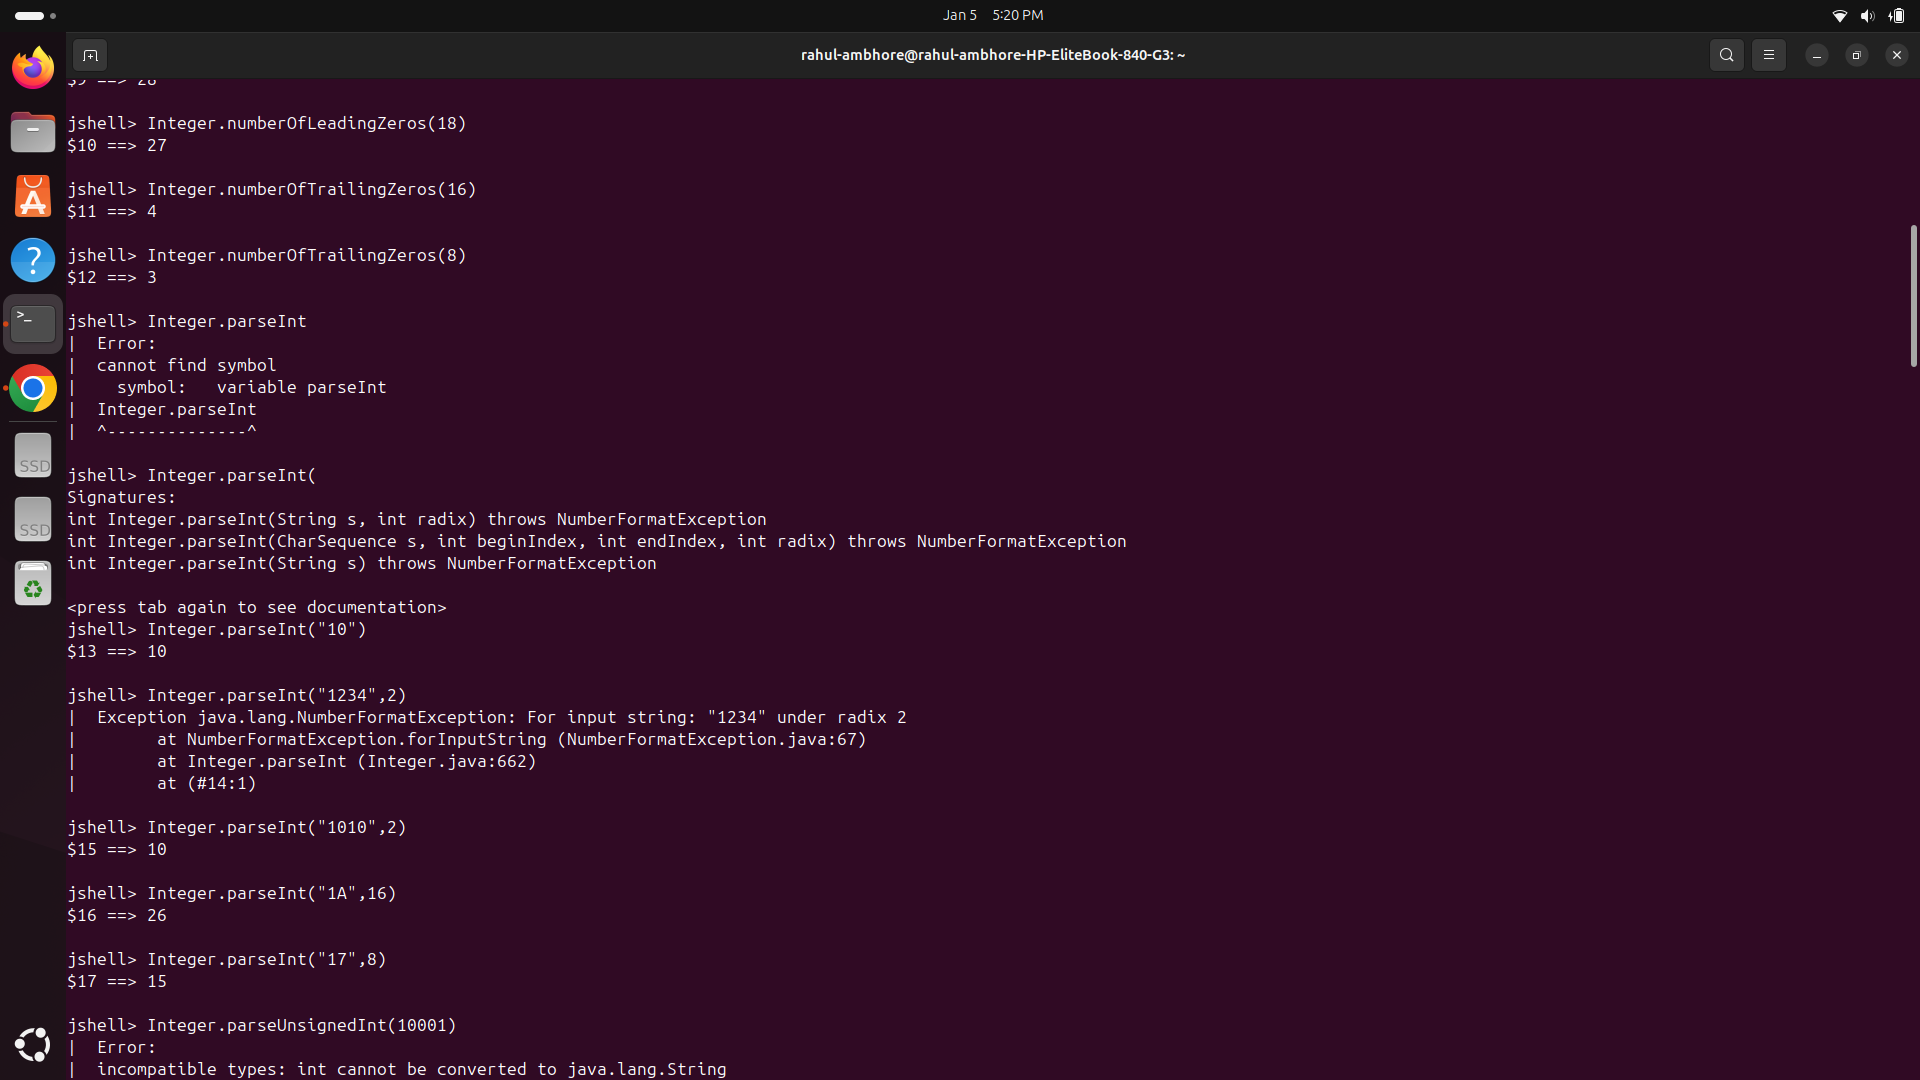 Jan 5 5:20 PM
rahul-ambhore@rahul-ambhore-HP-EliteBook-840-G3: ~
$9 ==> 28
jshell> Integer.numberOfLeadingZeros(18)
$10 ==> 27
jshell> Integer.numberOfTrailingZeros(16)
$11 ==> 4
jshell> Integer.numberOfTrailingZeros(8)
$12 ==> 3
jshell> Integer.parseInt
|  Error:
|  cannot find symbol
|    symbol:   variable parseInt
|  Integer.parseInt
|  ^--------------^
jshell> Integer.parseInt(
Signatures:
int Integer.parseInt(String s, int radix) throws NumberFormatException
int Integer.parseInt(CharSequence s, int beginIndex, int endIndex, int radix) throws NumberFormatException
int Integer.parseInt(String s) throws NumberFormatException
<press tab again to see documentation>
jshell> Integer.parseInt("10")
$13 ==> 10
jshell> Integer.parseInt("1234",2)
|  Exception java.lang.NumberFormatException: For input string: "1234" under radix 2
|        at NumberFormatException.forInputString (NumberFormatException.java:67)
|        at Integer.parseInt (Integer.java:662)
|        at (#14:1)
jshell> Integer.parseInt("1010",2)
$15 ==> 10
jshell> Integer.parseInt("1A",16)
$16 ==> 26
jshell> Integer.parseInt("17",8)
$17 ==> 15
jshell> Integer.parseUnsignedInt(10001)
|  Error:
|  incompatible types: int cannot be converted to java.lang.String
SSD
SSD